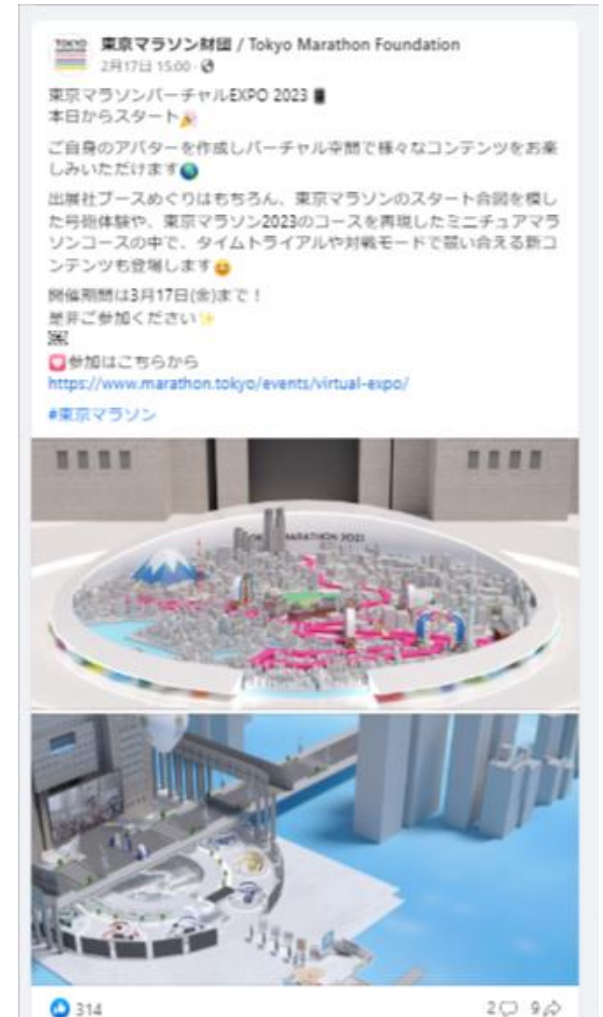 TOKYO
東京マラソン財団 / Tokyo Marathon Foundation
2月17日 15:00
東京マラソンバーチャルEXPO 2023
本日からスタート🎉
ご自身のアバターを作成しバーチャル空間で様々なコンテンツをお楽
しみいただけます🌏
出展社ブースめぐりはもちろん、東京マラソンのスタート合図を模し
た号砲体験や、東京マラソン2023のコースを再現したミニチュアマラ
ソンコースの中で、タイムトライアルや対戦モードで競い合える新コ
ンテンツも登場します😀
開催期間は3月17日(金)まで！
是非ご参加ください✨
参加はこちらから
https://www.marathon.tokyo/events/virtual-expo/
#東京マラソン
MARATHON 2023
314
2 9